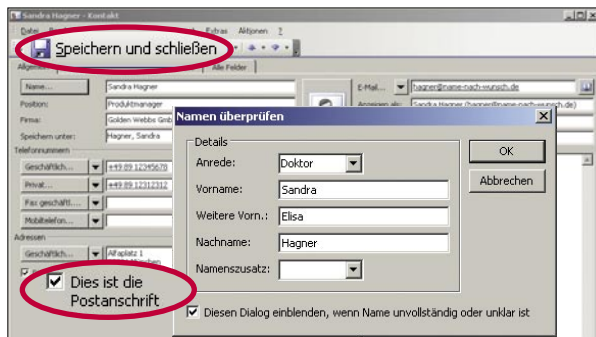 Sandra Hagner - Kontakt
Datei
Extras Aktionen ?
Speichern und schließen
Alle Felder
Name... Sandra Hagner
E-Mail... hagner@name-nach-wunsch.de
Position: Produktmanager
Anzeigen als: Sandra Hagner (hagner@name-nach-wunsch.de)
Firma: Golden Webbs
Speichern unter: Hagner, Sandra
Telefonnummern
Geschäftlich... +49 89 12345678
Privat... +49 89 12312312
Fax geschäftl....
Mobiltelefon...
Adressen
Geschäftlich... Alfaplatz 1
Dies ist die
Postanschrift
Namen überprüfen
Details
Anrede: Doktor
OK
Vorname: Sandra
Abbrechen
Weitere Vorn.: Elisa
Nachname: Hagner
Namenszusatz:
Diesen Dialog einblenden, wenn Name unvollständig oder unklar ist